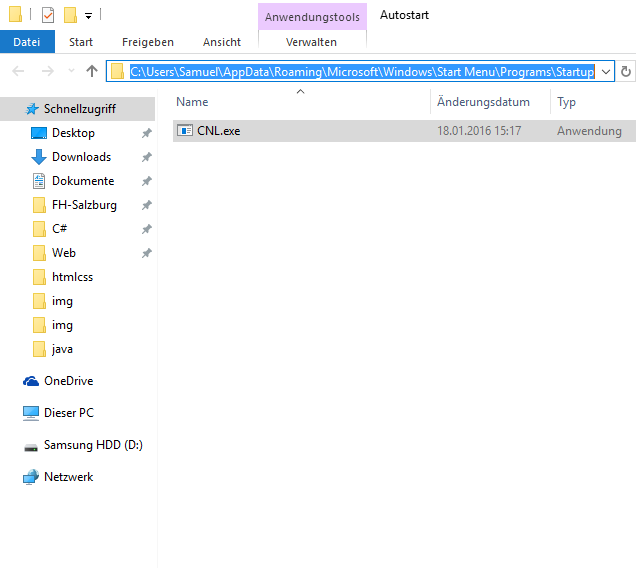 Anwendungstools Autostart
Datei Start Freigeben Ansicht Verwalten
C:\Users\Samuel\AppData\Roaming\Microsoft\Windows\Start Menu\Programs\Startup
Name Änderungsdatum Typ
CNL.exe 18.01.2016 15:17 Anwendung
Schnellzugriff
Desktop
Downloads
Dokumente
FH-Salzburg
C#
Web
htmlcss
img
img
java
OneDrive
Dieser PC
Samsung HDD (D:)
Netzwerk